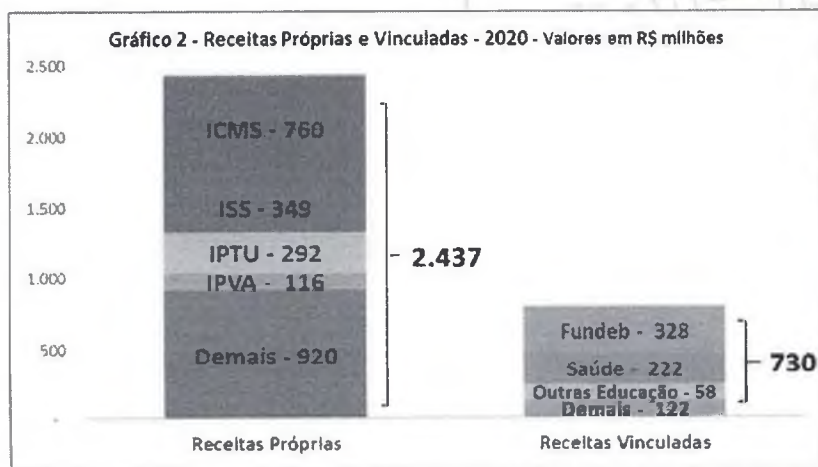 Gráfico 2 - Receitas Próprias e Vinculadas - 2020 - Valores em R$ milhões
2.500
2.000
1.500
1.000
500
-
ICMS - 760
ISS - 349
IPTU - 292
IPVA - 116
Demais - 920
2.437
Fundeb - 328
Saúde - 222
Outras Educação - 58
Demais - 122
730
Receitas Próprias
Receitas Vinculadas